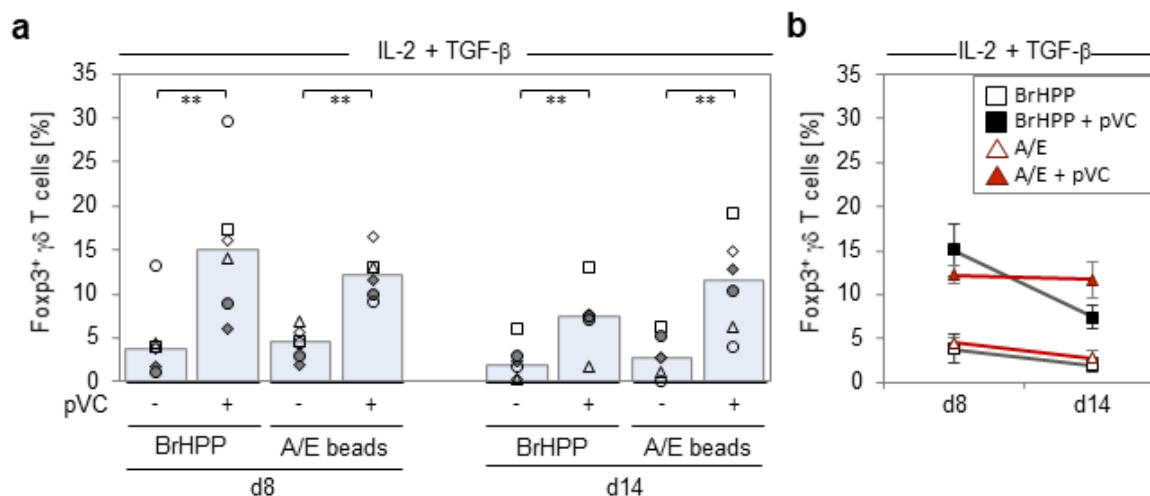 a
IL-2 + TGF-β
Foxp3⁺ γδ T cells [%]
35
30
25
20
15
10
5
0
** ** ** **
pVC - + - + - + - +
BrHPP A/E beads BrHPP A/E beads
d8 d14
b
IL-2 + TGF-β
Foxp3⁺ γδ T cells [%]
35
30
25
20
15
10
5
0
BrHPP
BrHPP + pVC
A/E
A/E + pVC
d8 d14